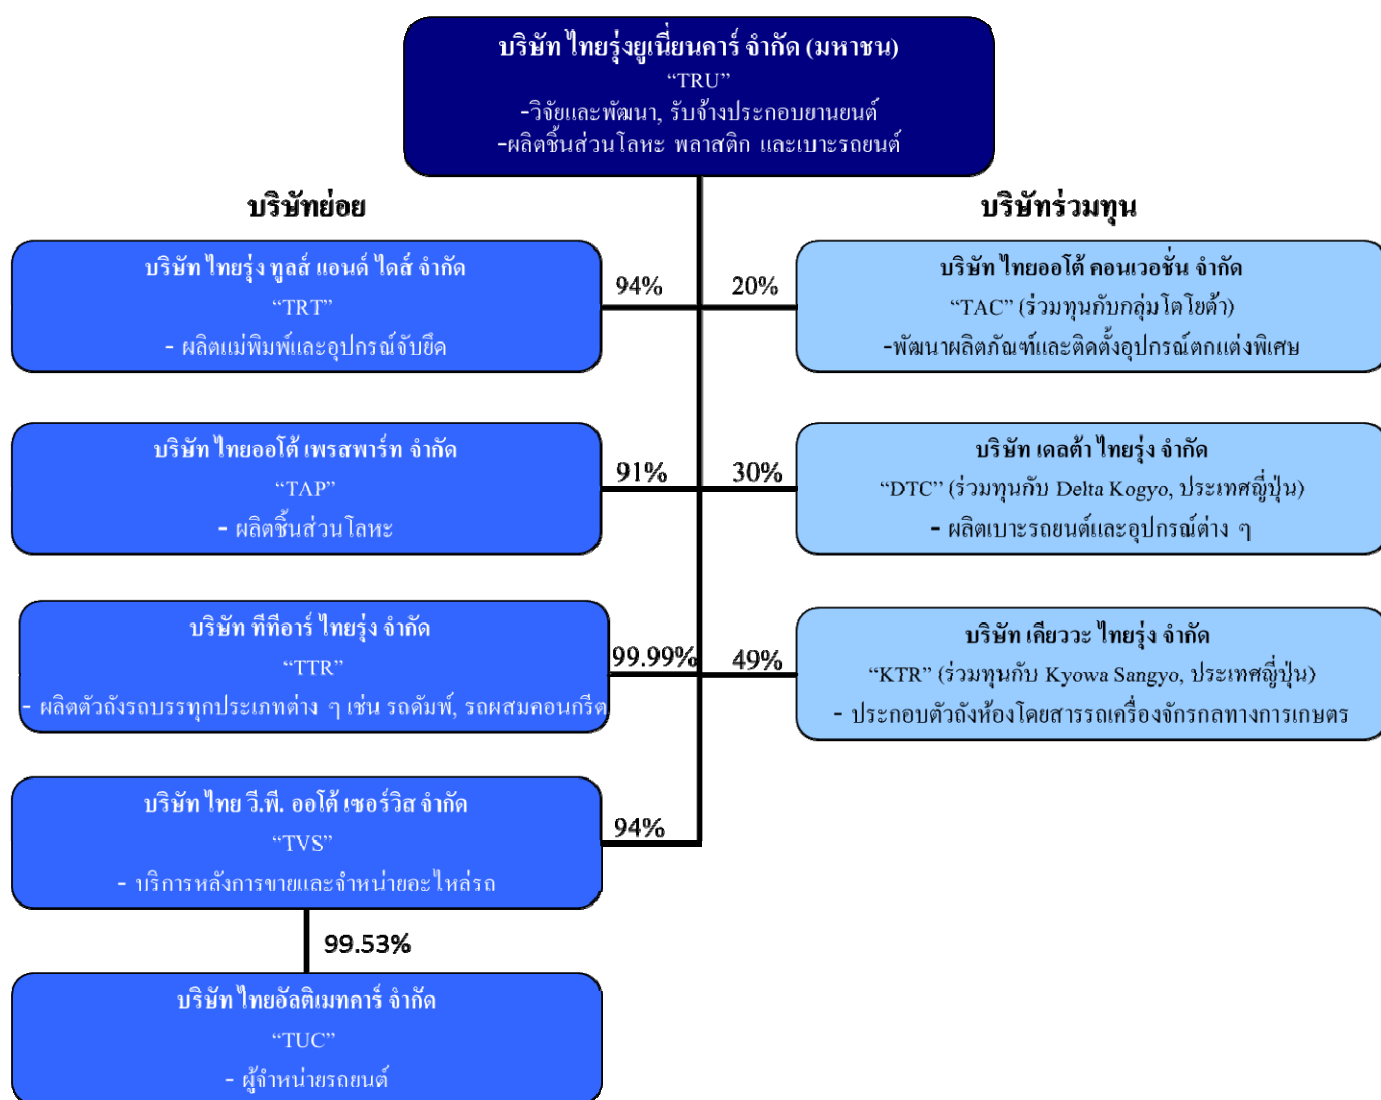 บริษัท ไทยรุ่งยูเนี่ยนคาร์ จำกัด (มหาชน)
“TRU”
-วิจัยและพัฒนา, รับจ้างประกอบยานยนต์
-ผลิตชิ้นส่วนโลหะ พลาสติก และเบาะรถยนต์
บริษัทย่อย
บริษัทร่วมทุน
บริษัท ไทยรุ่ง ทูลส์ แอนด์ ไดส์ จำกัด
“TRT”
- ผลิตแม่พิมพ์และอุปกรณ์จับยึด
94%
20%
บริษัท ไทยออโต้ คอนเวอชั่น จำกัด
“TAC” (ร่วมทุนกับกลุ่มโตโยต้า)
-พัฒนาผลิตภัณฑ์และติดตั้งอุปกรณ์ตกแต่งพิเศษ
บริษัท ไทยออโต้ เพรสพาร์ท จำกัด
“TAP”
- ผลิตชิ้นส่วนโลหะ
91%
30%
บริษัท เดลต้า ไทยรุ่ง จำกัด
“DTC” (ร่วมทุนกับ Delta Kogyo, ประเทศญี่ปุ่น)
- ผลิตเบาะรถยนต์และอุปกรณ์ต่าง ๆ
บริษัท ทีทีอาร์ ไทยรุ่ง จำกัด
“TTR”
- ผลิตตัวถังรถบรรทุกประเภทต่าง ๆ เช่น รถดัมพ์, รถผสมคอนกรีต
99.99%
49%
บริษัท เคียววะ ไทยรุ่ง จำกัด
“KTR” (ร่วมทุนกับ Kyowa Sangyo, ประเทศญี่ปุ่น)
- ประกอบตัวถังห้องโดยสารรถเครื่องจักรกลทางการเกษตร
บริษัท ไทย วี.พี. ออโต้ เซอร์วิส จำกัด
“TVS”
- บริการหลังการขายและจำหน่ายอะไหล่รถ
94%
99.53%
บริษัท ไทยอัลติเมทคาร์ จำกัด
“TUC”
- ผู้จำหน่ายรถยนต์